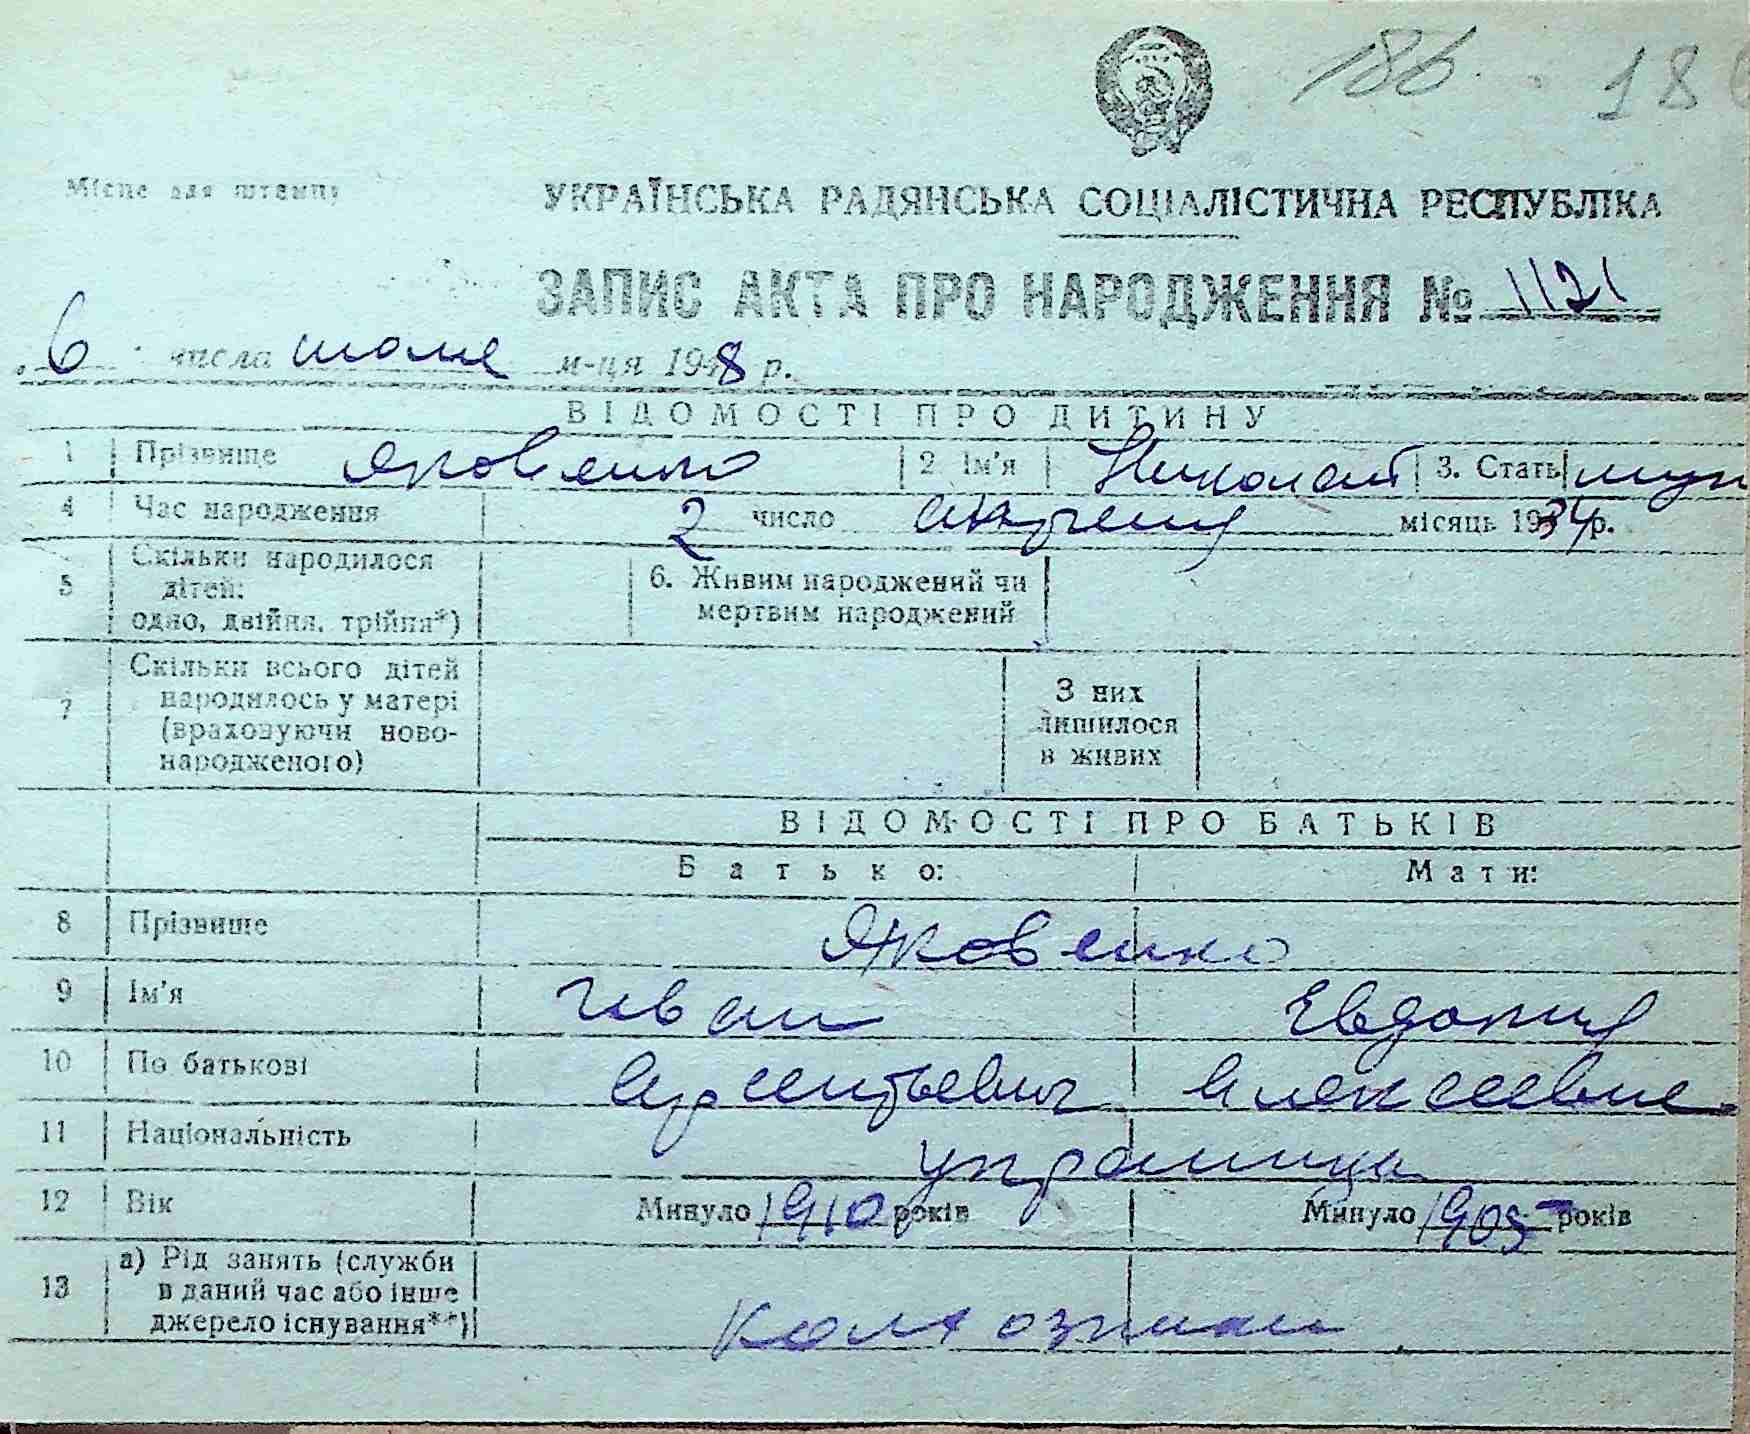 186 18
Місце для штампу
УКРАЇНСЬКА РАДЯНСЬКА СОЦІАЛІСТИЧНА РЕСПУБЛІКА
ЗАПИС АКТА ПРО НАРОДЖЕННЯ № 1121
6 числа июля м-ця 1948 р.
ВІДОМОСТІ ПРО ДИТИНУ
1 Прізвище Яковенко 2. Ім'я Николай 3. Стать муж
4 Час народження 2 число місяць 1934 р.
5 Скільки народилося дітей: одно, двійня, трійня*) 6. Живим народжений чи мертвим народжений
7 Скільки всього дітей народилось у матері (враховуючи новонародженого) З них лишилося в живих
ВІДОМОСТІ ПРО БАТЬКІВ
Батько: Мати:
8 Прізвище Яковенко
9 Ім'я Иван Евдокия
10 По батькові Арсентьевич Алексеевна
11 Національність украинцы
12 Вік Минуло 1910 років Минуло 1905 років
13 а) Рід занять (служби в даний час або інше джерело існування**) колхозники